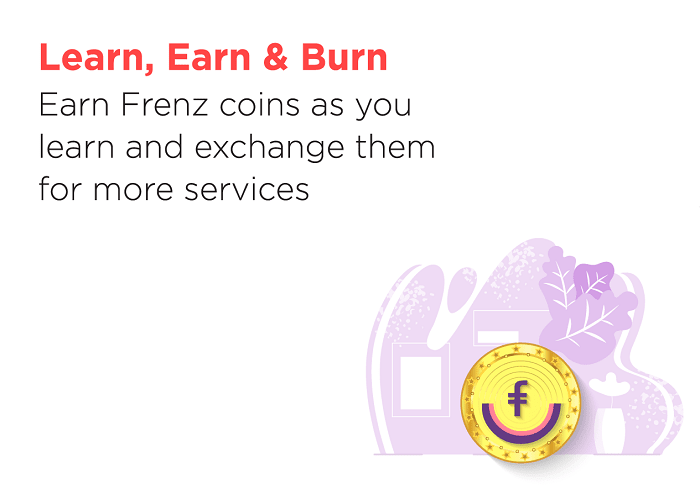 Learn, Earn & Burn
Earn Frenz coins as you
learn and exchange them
for more services